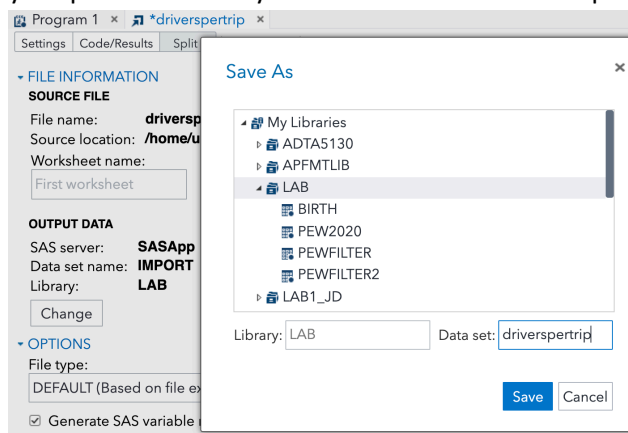 Program 1 × *driverspertrip ×
Settings Code/Results Split
FILE INFORMATION
SOURCE FILE
File name: driversp
Source location: /home/u
Worksheet name:
First worksheet
OUTPUT DATA
SAS server: SASApp
Data set name: IMPORT
Library: LAB
Change
OPTIONS
File type:
DEFAULT (Based on file ex
Generate SAS variable
Save As ×
My Libraries
ADTA5130
APFMTLIB
LAB
BIRTH
PEW2020
PEWFILTER
PEWFILTER2
LAB1_JD
Library: LAB Data set: driverspertrip
Save Cancel